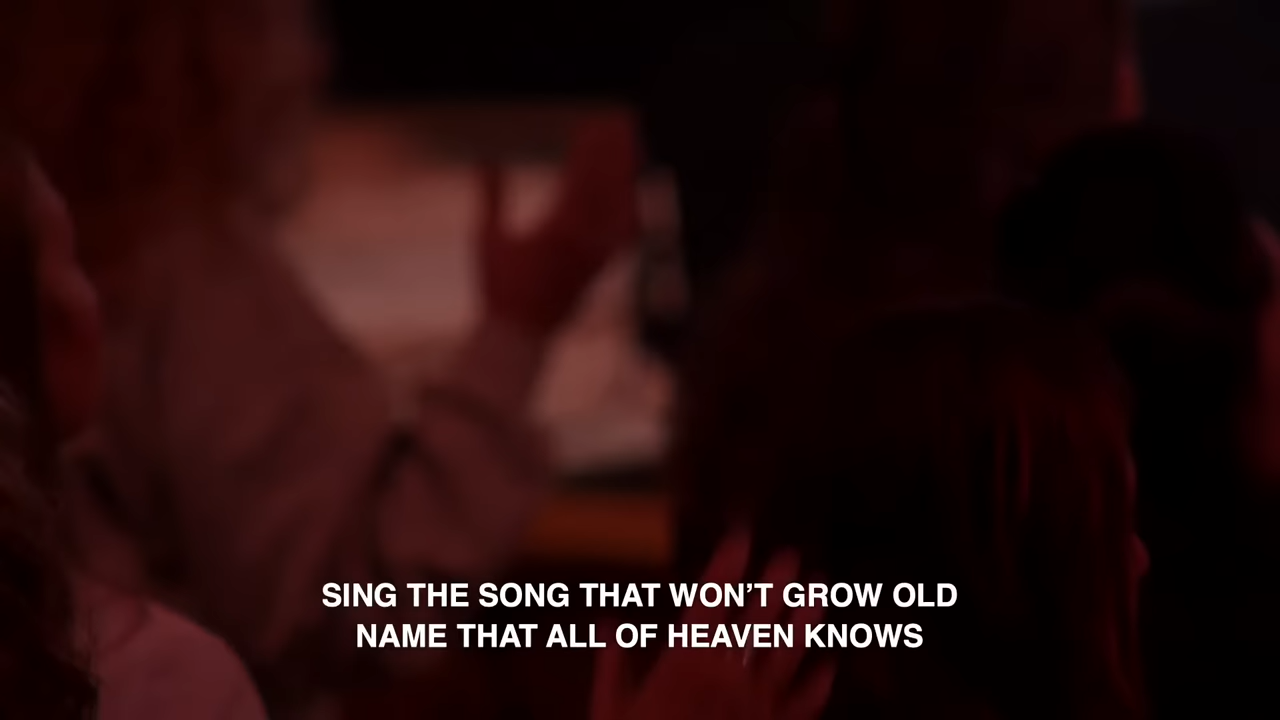 SING THE SONG THAT WON’T GROW OLD
NAME THAT ALL OF HEAVEN KNOWS